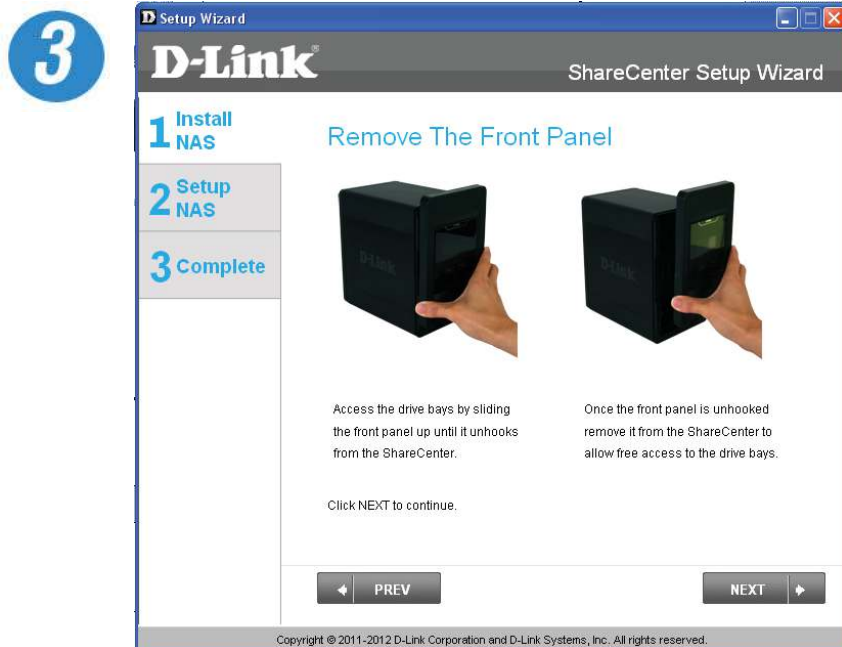 3
Setup Wizard
D-Link®
ShareCenter Setup Wizard
1 Install
NAS
2 Setup
NAS
3 Complete
Remove The Front Panel
D-Link
D-Link
Access the drive bays by sliding
the front panel up until it unhooks
from the ShareCenter.
Once the front panel is unhooked
remove it from the ShareCenter to
allow free access to the drive bays.
Click NEXT to continue.
PREV
NEXT
Copyright © 2011-2012 D-Link Corporation and D-Link Systems, Inc. All rights reserved.